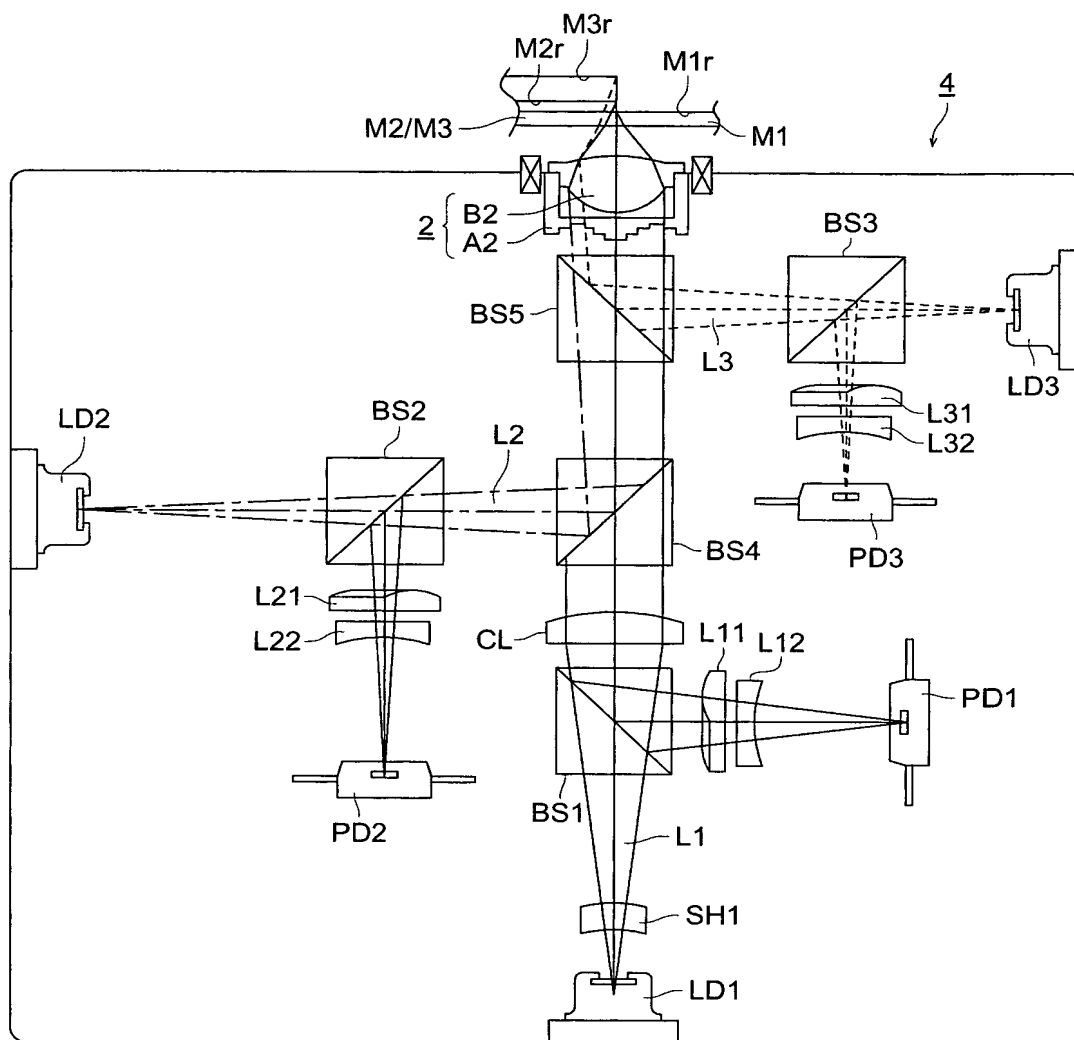 M3r
M2r
M1r
4
M2/M3
M1
2
B2
A2
BS3
BS5
L3
LD3
LD2
BS2
L2
L31
L32
BS4
PD3
L21
L22
CL
L11
L12
PD1
BS1
PD2
L1
SH1
LD1